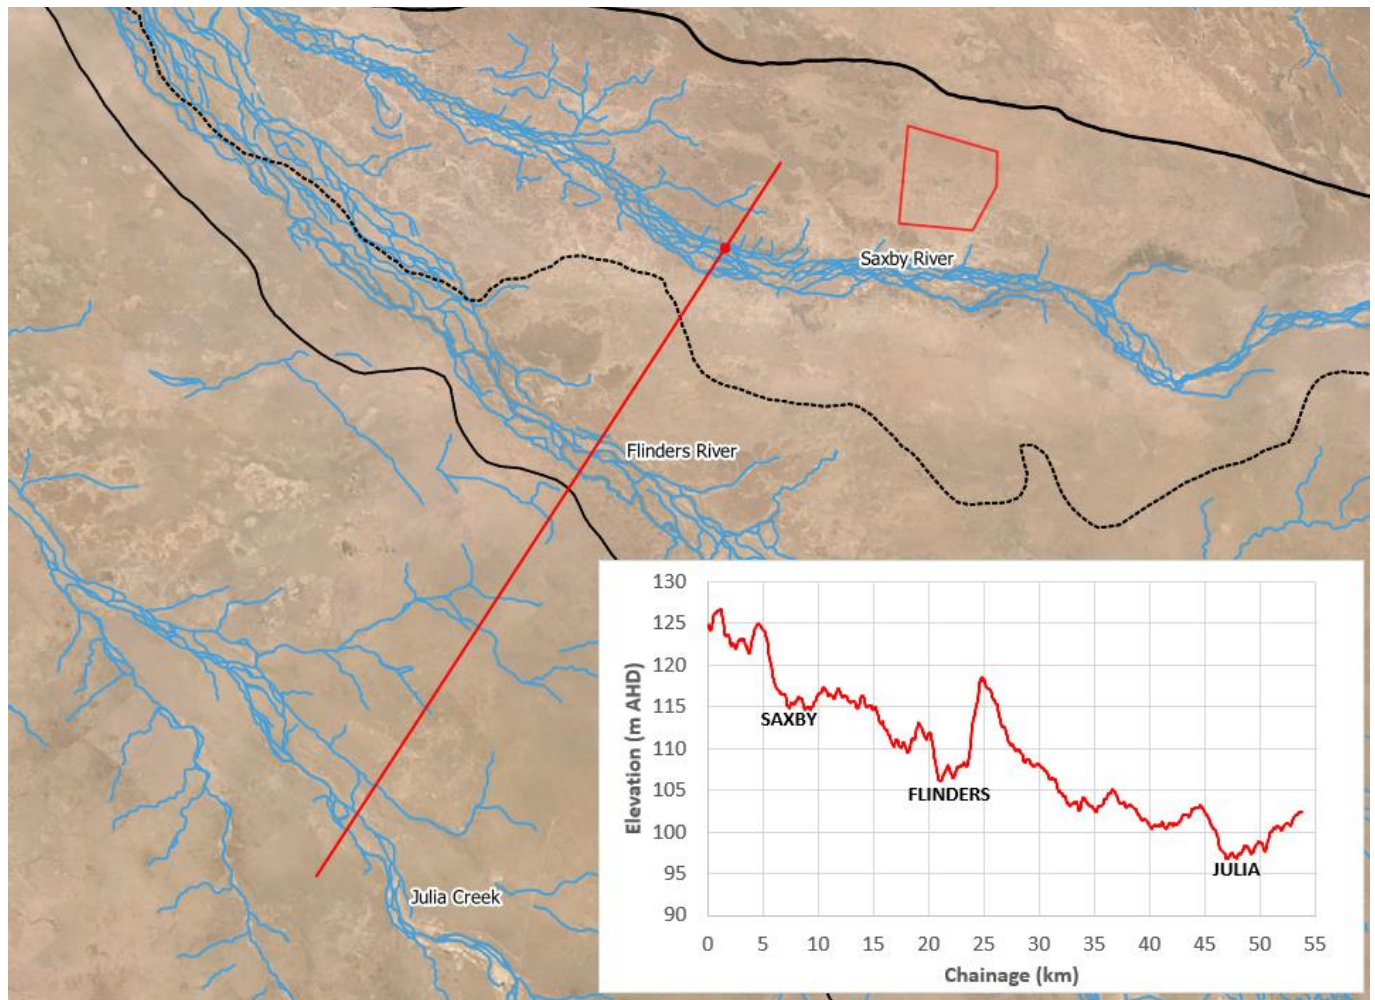 Saxby River
Flinders River
Julia Creek
Elevation (m AHD)
130
125
120
115
110
105
100
95
90
SAXBY
FLINDERS
JULIA
0 5 10 15 20 25 30 35 40 45 50 55
Chainage (km)